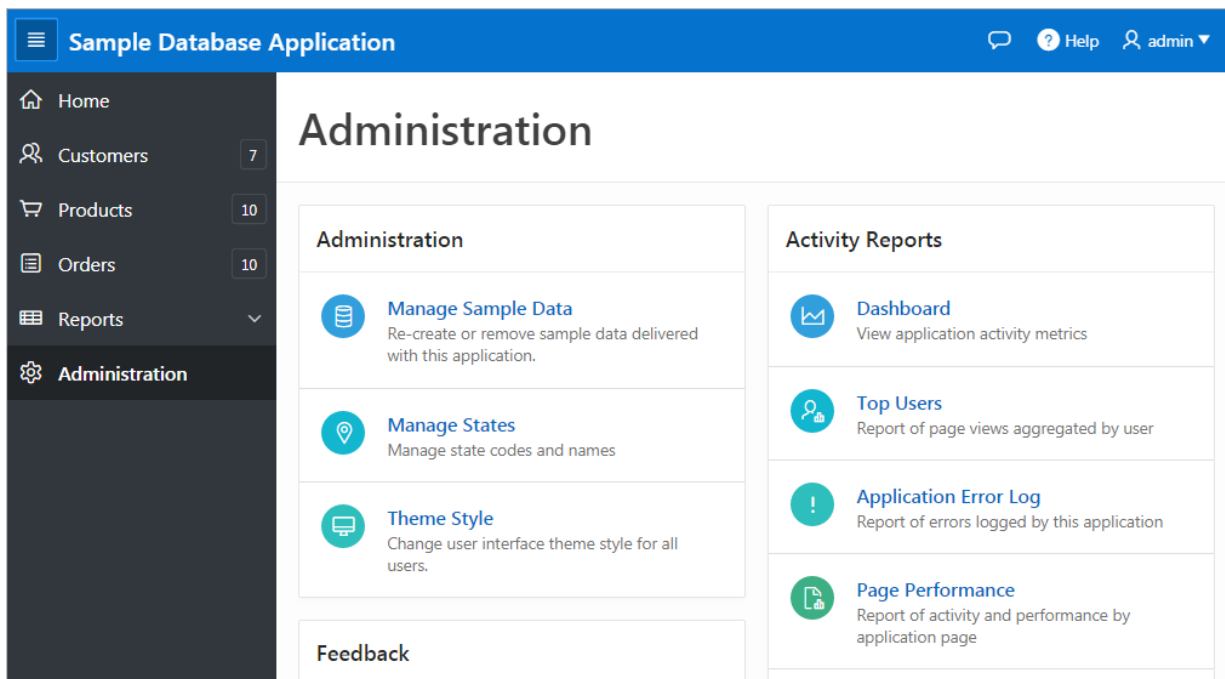 Sample Database Application
? Help
admin
Home
Customers 7
Products 10
Orders 10
Reports
Administration
Administration
Administration
Manage Sample Data
Re-create or remove sample data delivered
with this application.
Manage States
Manage state codes and names
Theme Style
Change user interface theme style for all
users.
Feedback
Activity Reports
Dashboard
View application activity metrics
Top Users
Report of page views aggregated by user
!
Application Error Log
Report of errors logged by this application
Page Performance
Report of activity and performance by
application page